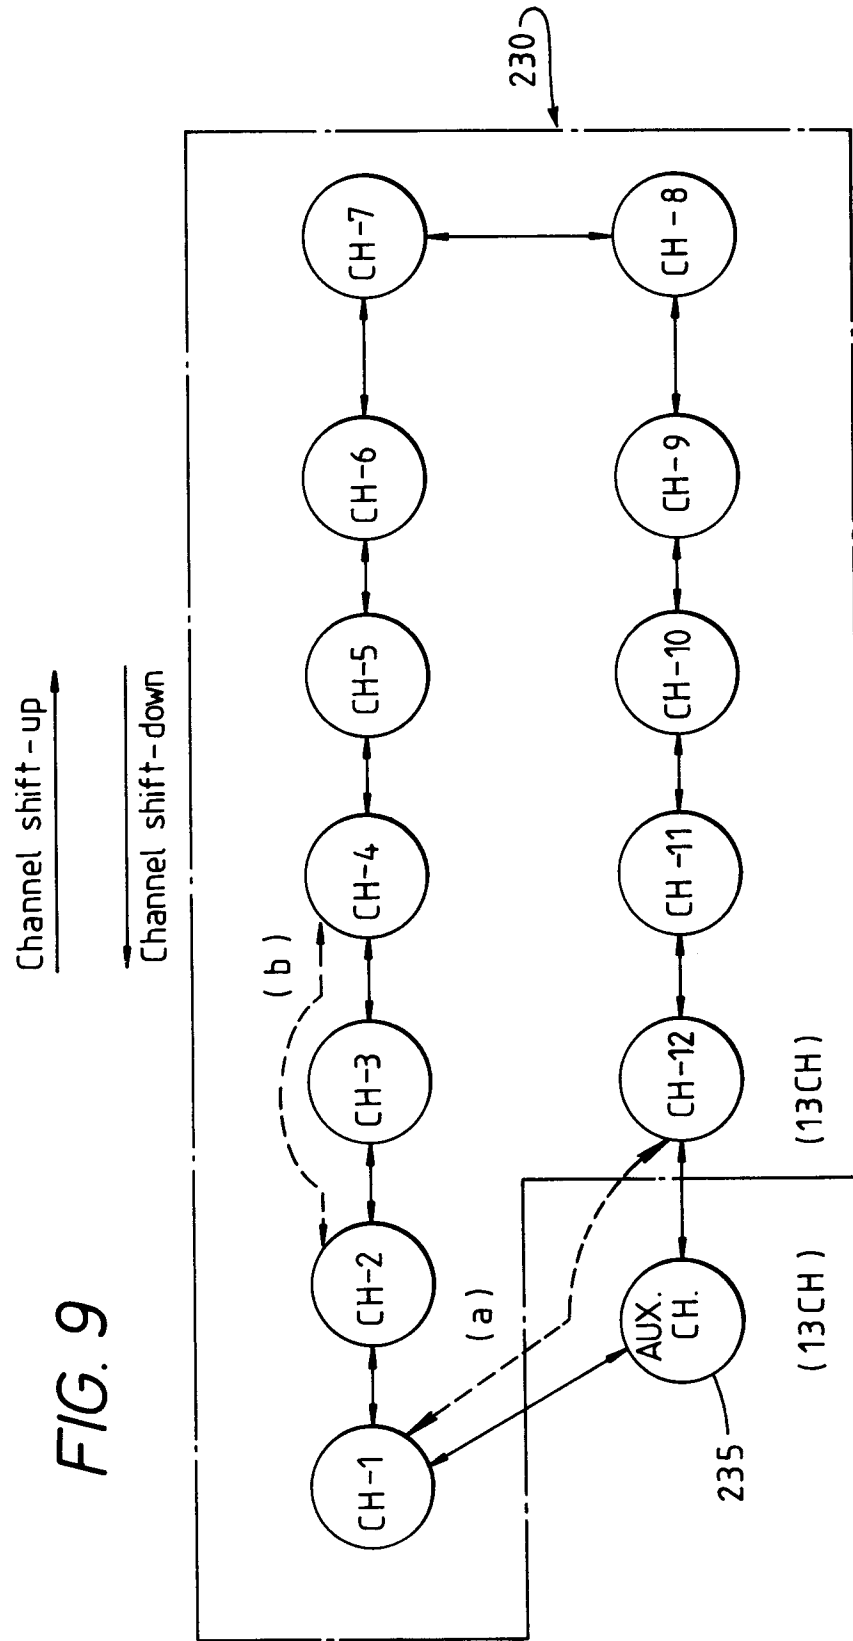 FIG. 9
Channel shift-up
Channel shift-down
230
(b)
CH-1
CH-2
CH-3
CH-4
CH-5
CH-6
CH-7
(a)
AUX.
CH.
CH-12
CH-11
CH-10
CH-9
CH-8
235
(13CH)
(13CH)